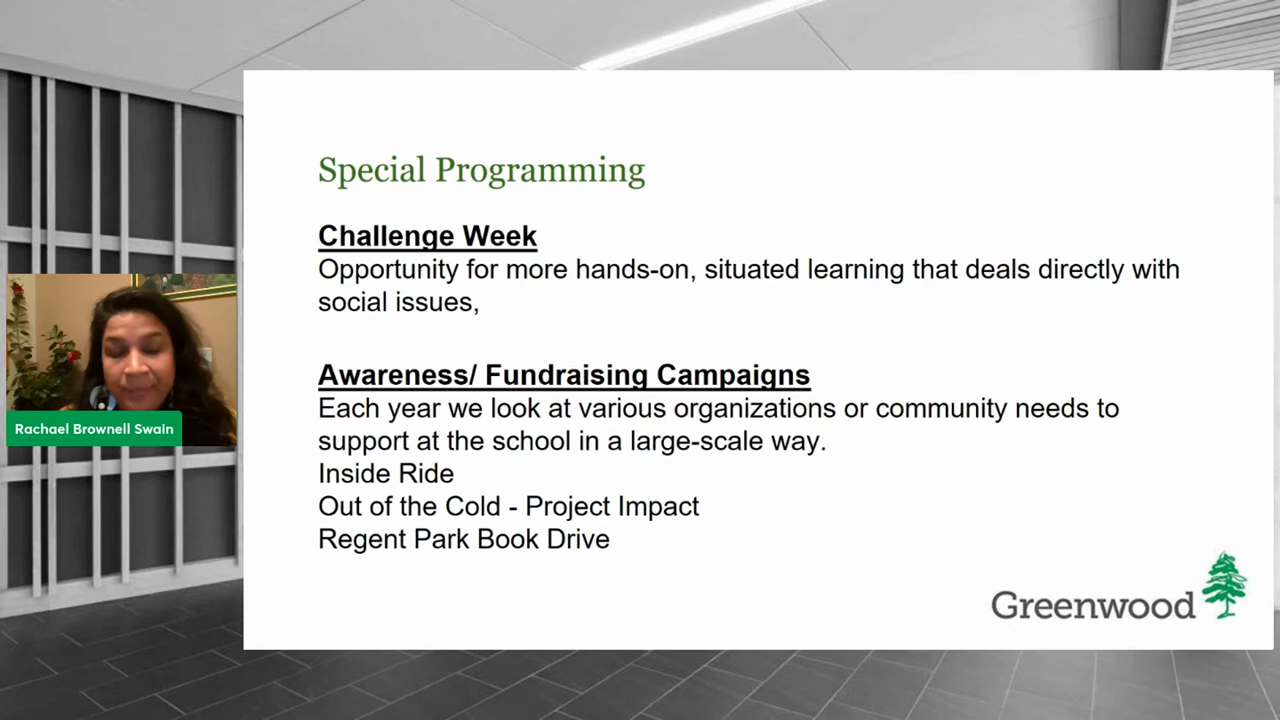 Special Programming
Challenge Week
Opportunity for more hands-on, situated learning that deals directly with
social issues,
Awareness/ Fundraising Campaigns
Each year we look at various organizations or community needs to
support at the school in a large-scale way.
Inside Ride
Out of the Cold - Project Impact
Regent Park Book Drive
Rachael Brownell Swain
Greenwood